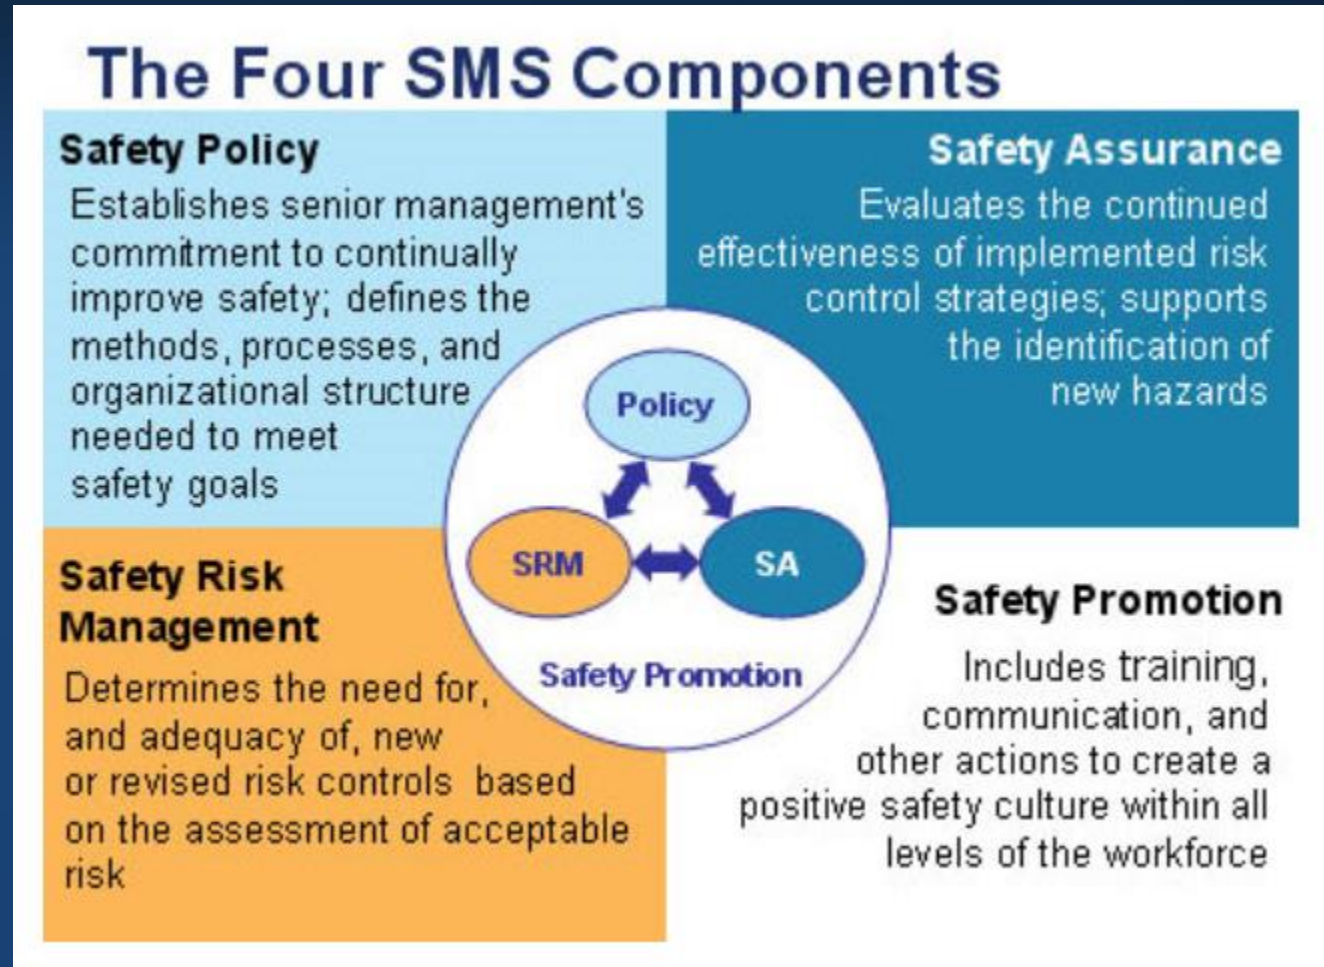 The Four SMS Components
Safety Policy
Establishes senior management's
commitment to continually
improve safety; defines the
methods, processes, and
organizational structure
needed to meet
safety goals
Safety Assurance
Evaluates the continued
effectiveness of implemented risk
control strategies; supports
the identification of
new hazards
Policy
SRM
SA
Safety Promotion
Safety Risk
Management
Determines the need for,
and adequacy of, new
or revised risk controls based
on the assessment of acceptable
risk
Safety Promotion
Includes training,
communication, and
other actions to create a
positive safety culture within all
levels of the workforce